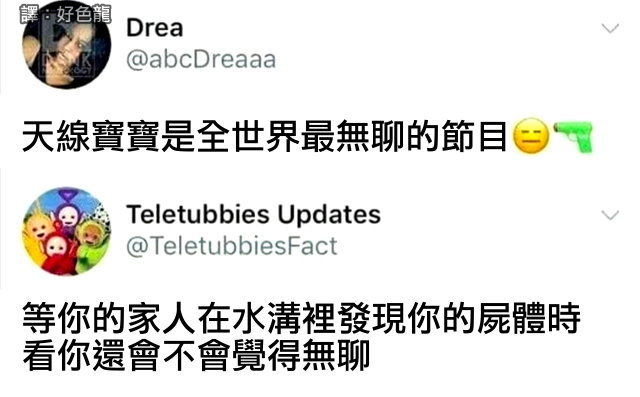 譯：好色龍
Drea
@abcDreaaa
天線寶寶是全世界最無聊的節目😑🔫
Teletubbies Updates
@TeletubbiesFact
等你的家人在水溝裡發現你的屍體時
看你還會不會覺得無聊